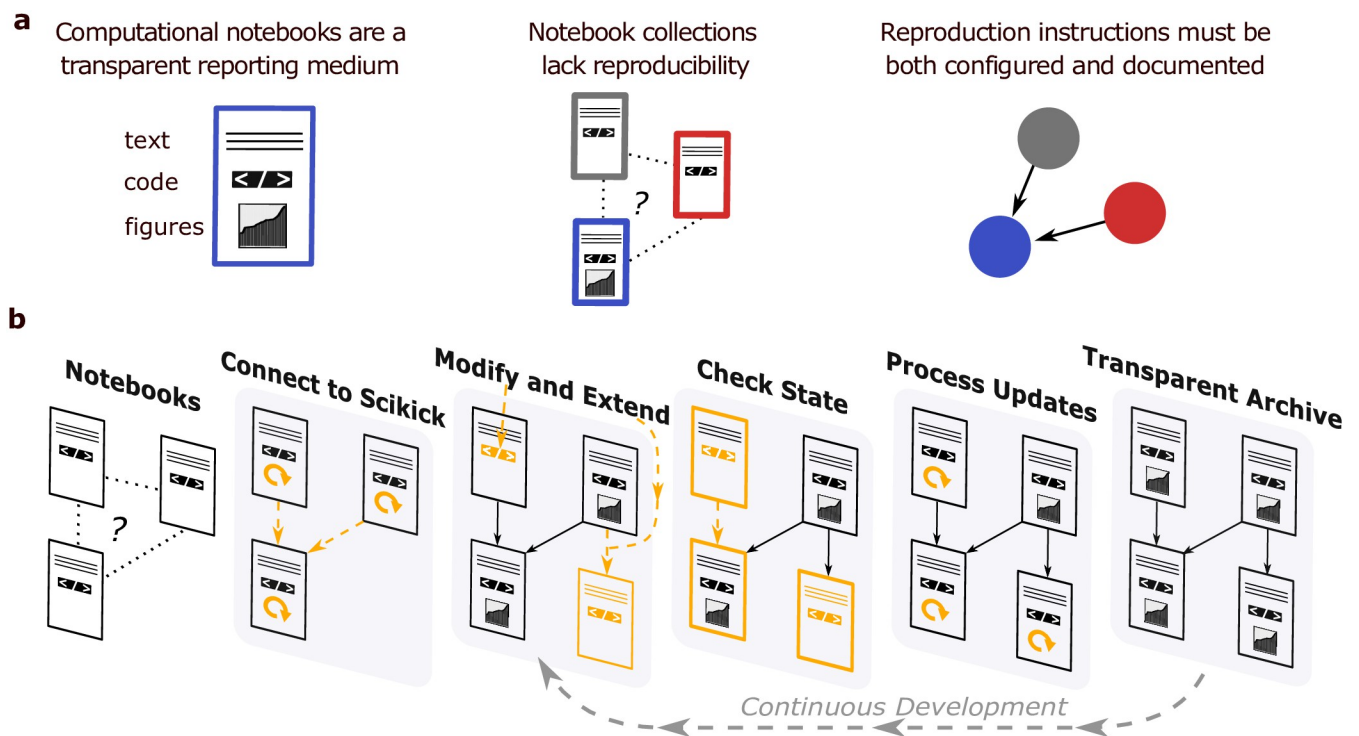 a
Computational notebooks are a
transparent reporting medium
text
code
</>
figures
Notebook collections
lack reproducibility
</>
</>
?
</>
Reproduction instructions must be
both configured and documented
b
Notebooks
</>
</>
?
</>
Connect to Scikick
</>
</>
</>
Modify and Extend
</>
</>
</>
</>
Check State
</>
</>
</>
</>
Process Updates
</>
</>
</>
</>
Transparent Archive
</>
</>
</>
</>
Continuous Development